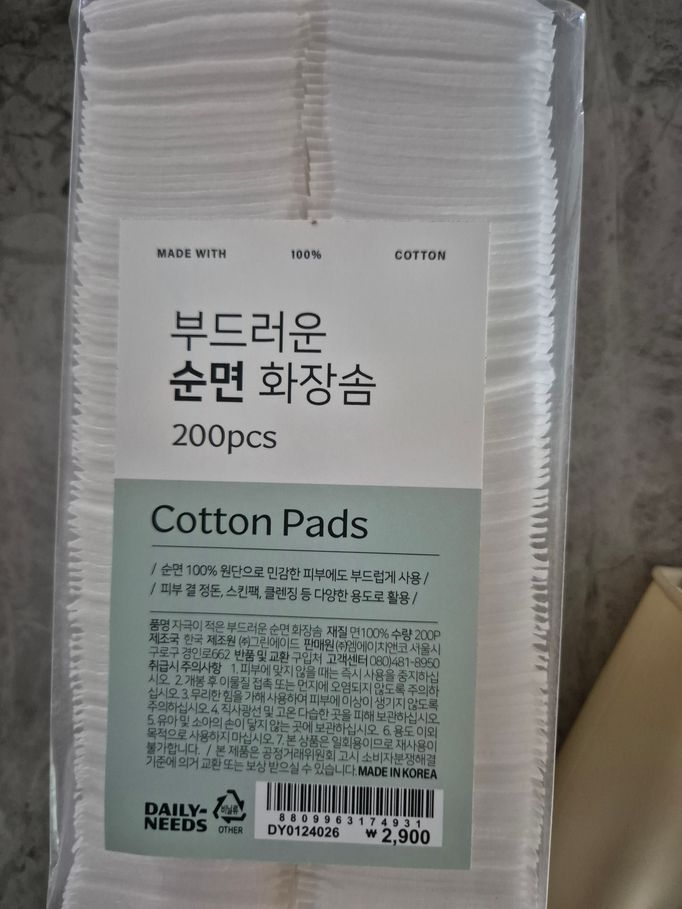 MADE WITH 100% COTTON
부드러운
순면 화장솜
200pcs
Cotton Pads
/ 순면 100% 원단으로 민감한 피부에도 부드럽게 사용 /
/ 피부 결 정돈, 스킨팩, 클렌징 등 다양한 용도로 활용 /
품명 자극이 적은 부드러운 순면 화장솜 재질 면100% 수량 200P
제조국 한국 제조원 ㈜그린에이드 판매원 ㈜엠에이치앤코 서울시
구로구 경인로662 반품 및 교환 구입처 고객센터 080)481-8950
취급시 주의사항 1. 피부에 맞지 않을 때는 즉시 사용을 중지하십
시오. 2. 개봉 후 이물질 접촉 또는 먼지에 오염되지 않도록 주의하
십시오. 3. 무리한 힘을 가해 사용하여 피부에 이상이 생기지 않도록
주의하십시오. 4. 직사광선 및 고온 다습한 곳을 피해 보관하십시오.
5. 유아 및 소아의 손이 닿지 않는 곳에 보관하십시오. 6. 용도 이외
목적으로 사용하지 마십시오. 7. 본 상품은 일회용이므로 재사용이
불가합니다. / 본 제품은 공정거래위원회 고시 소비자분쟁해결
기준에 의거 교환 또는 보상 받으실 수 있습니다. MADE IN KOREA
DAILY-
NEEDS
비닐류
OTHER
8809963174931
DY0124026 ₩ 2,900